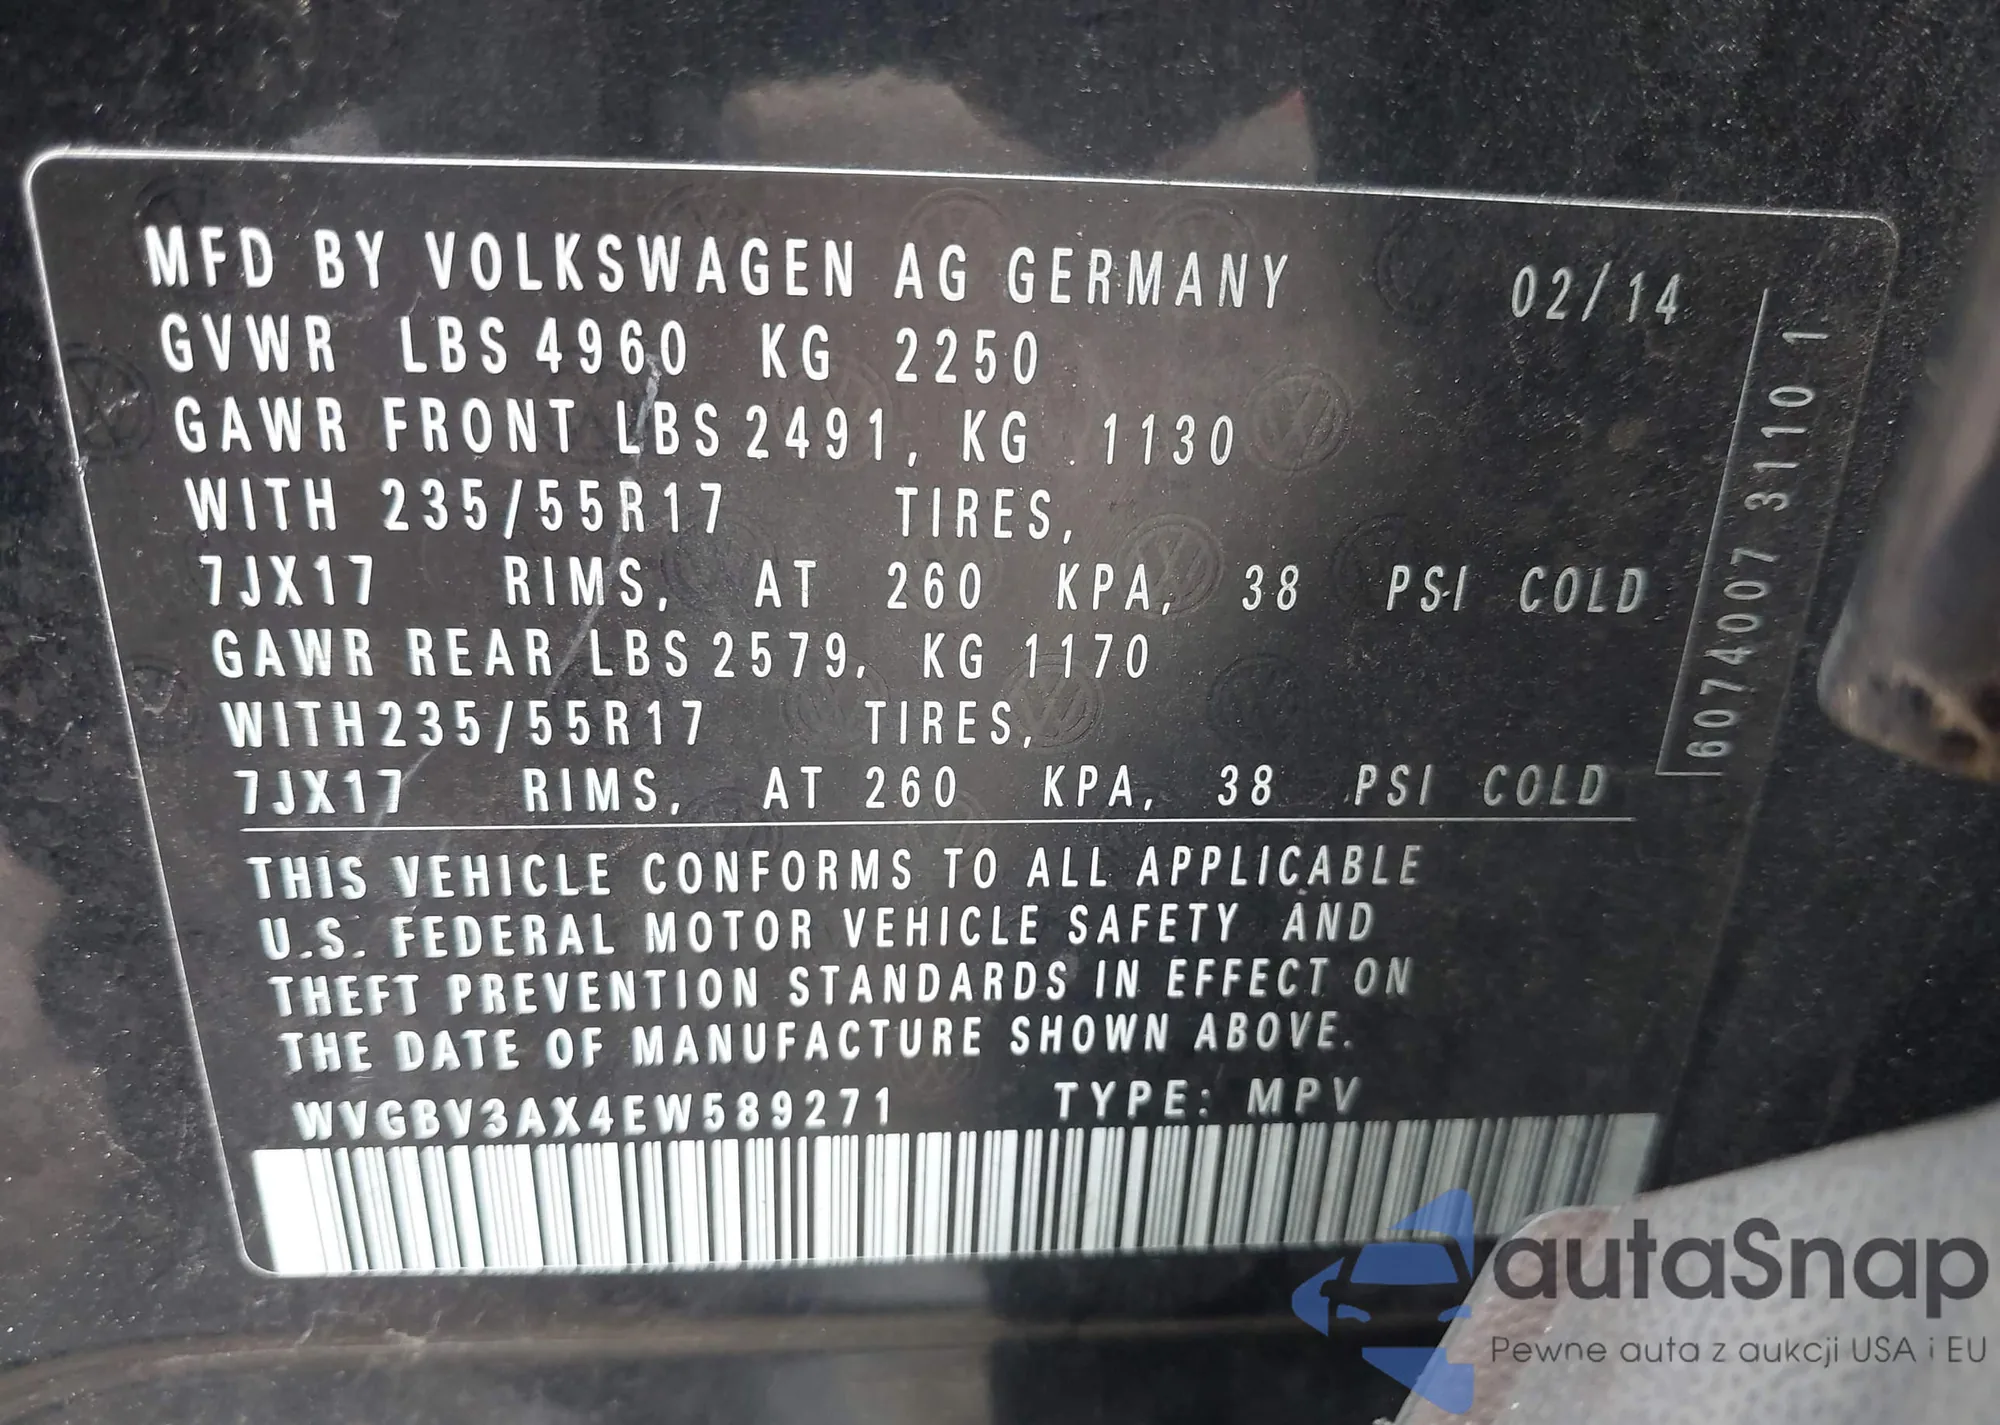 MFD BY VOLKSWAGEN AG GERMANY 02/14
GVWR LBS 4960 KG 2250
GAWR FRONT LBS 2491, KG 1130
WITH 235/55R17 TIRES,
7JX17 RIMS, AT 260 KPA, 38 PSI COLD
GAWR REAR LBS 2579, KG 1170
WITH 235/55R17 TIRES,
7JX17 RIMS, AT 260 KPA, 38 PSI COLD
6074007 3110 1
THIS VEHICLE CONFORMS TO ALL APPLICABLE
U.S. FEDERAL MOTOR VEHICLE SAFETY AND
THEFT PREVENTION STANDARDS IN EFFECT ON
THE DATE OF MANUFACTURE SHOWN ABOVE.
WVGBV3AX4EW589271 TYPE: MPV
autaSnap
Pewne auta z aukcji USA i EU